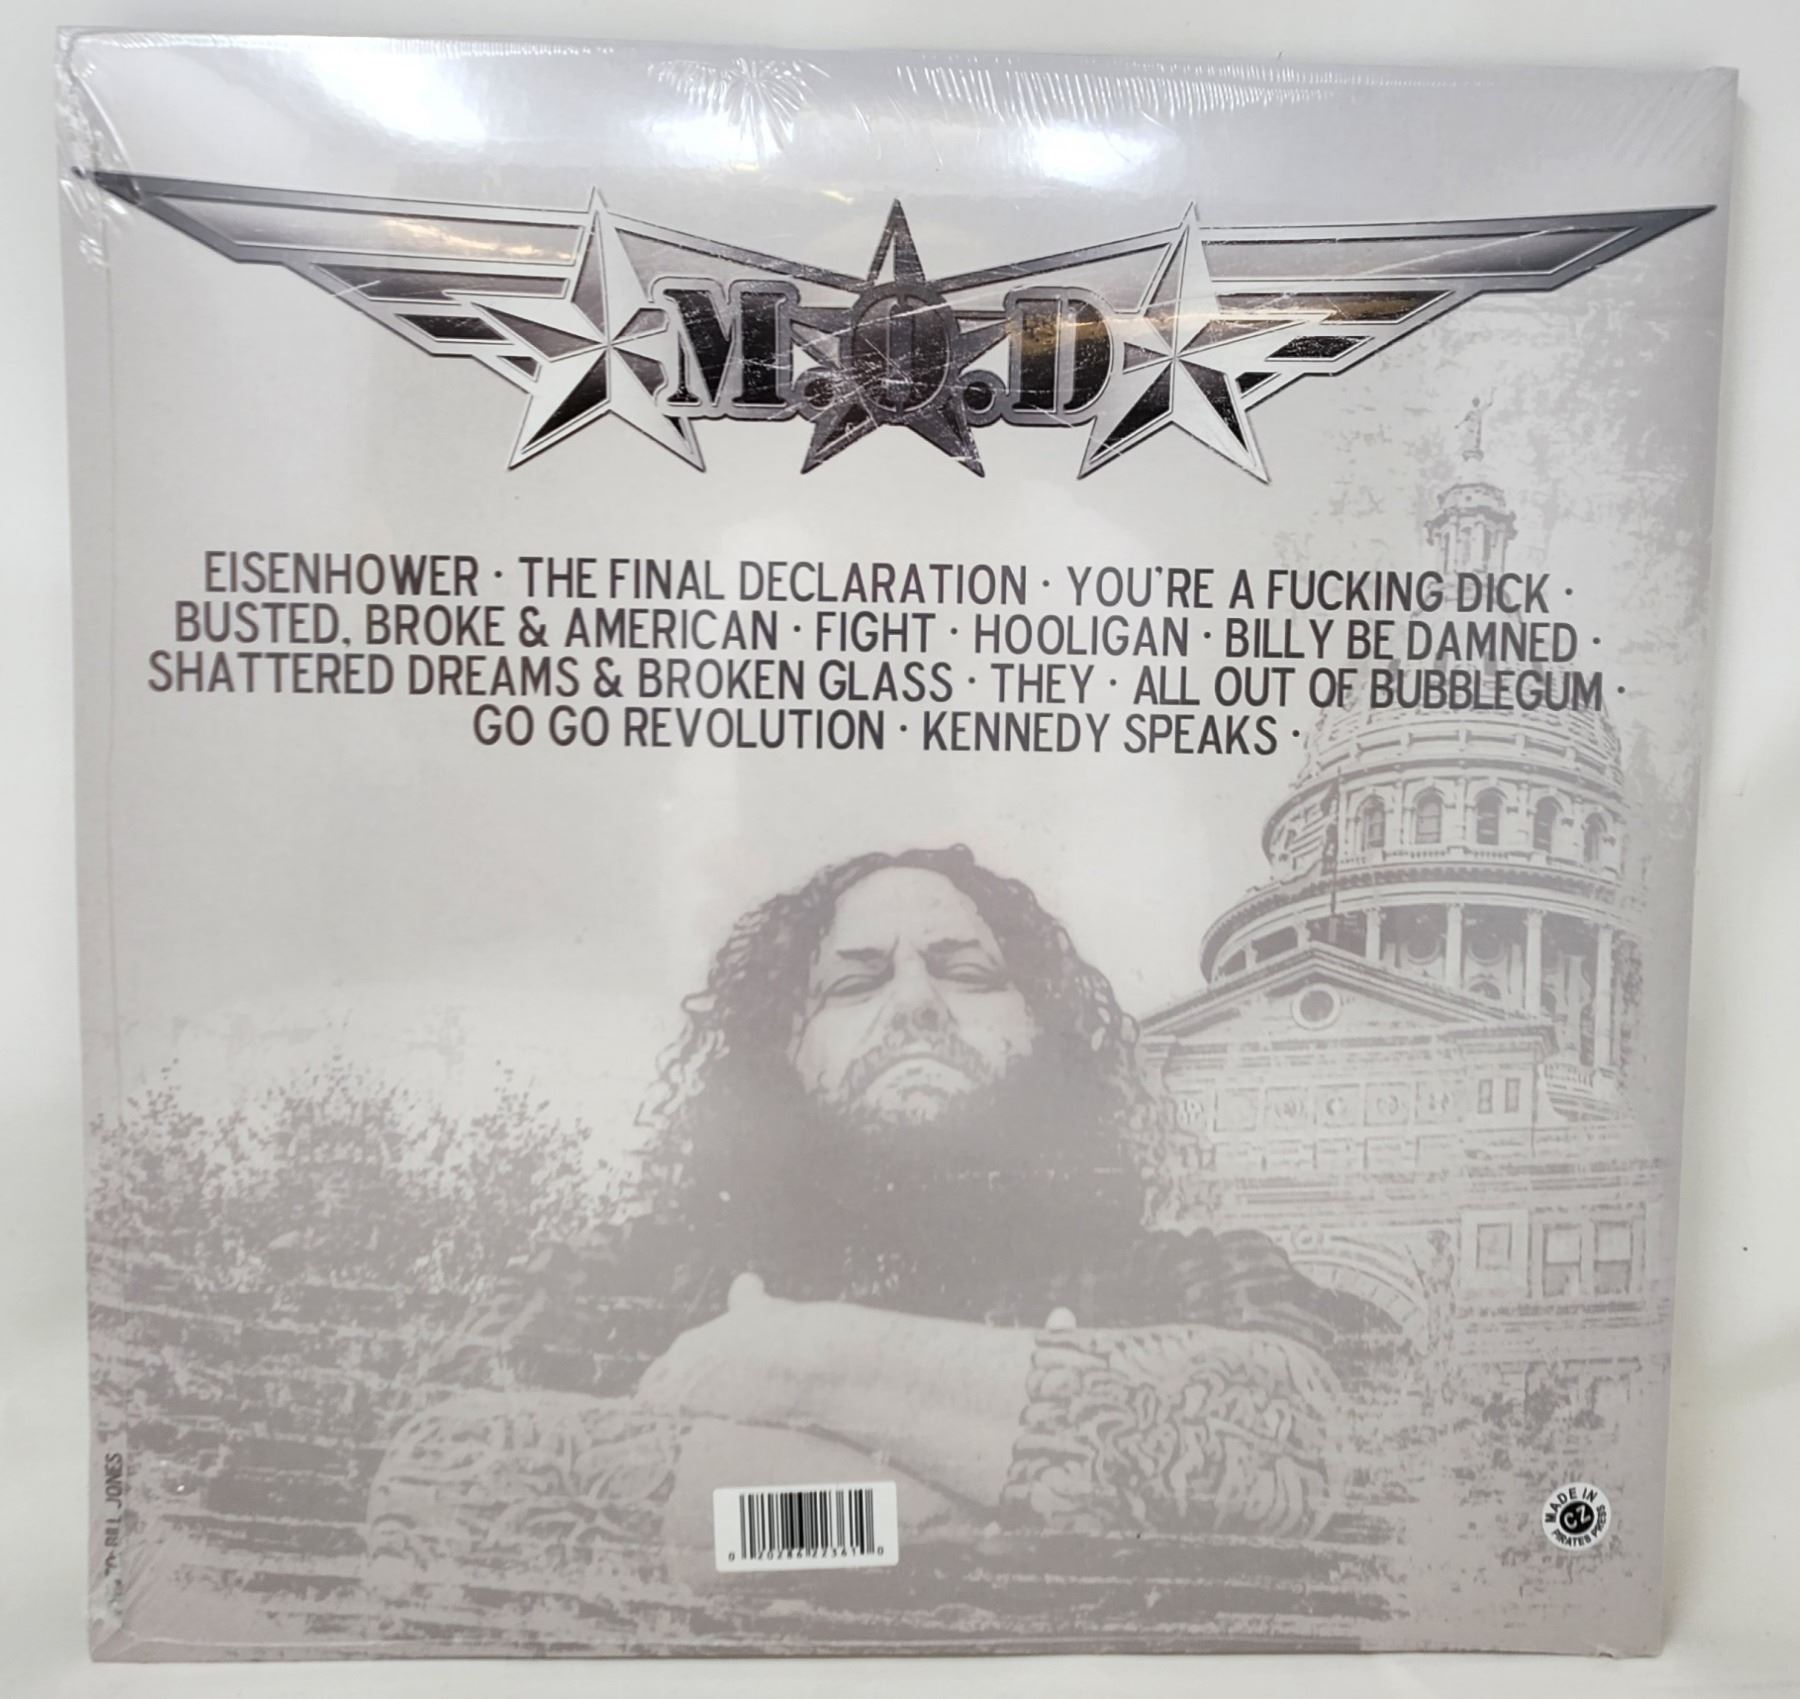 M.O.D
EISENHOWER · THE FINAL DECLARATION · YOU'RE A FUCKING DICK ·
BUSTED, BROKE & AMERICAN · FIGHT · HOOLIGAN · BILLY BE DAMNED ·
SHATTERED DREAMS & BROKEN GLASS · THEY · ALL OUT OF BUBBLEGUM ·
GO GO REVOLUTION · KENNEDY SPEAKS ·
BILL JONES
MADE IN
CZ
PIRATES PRESS